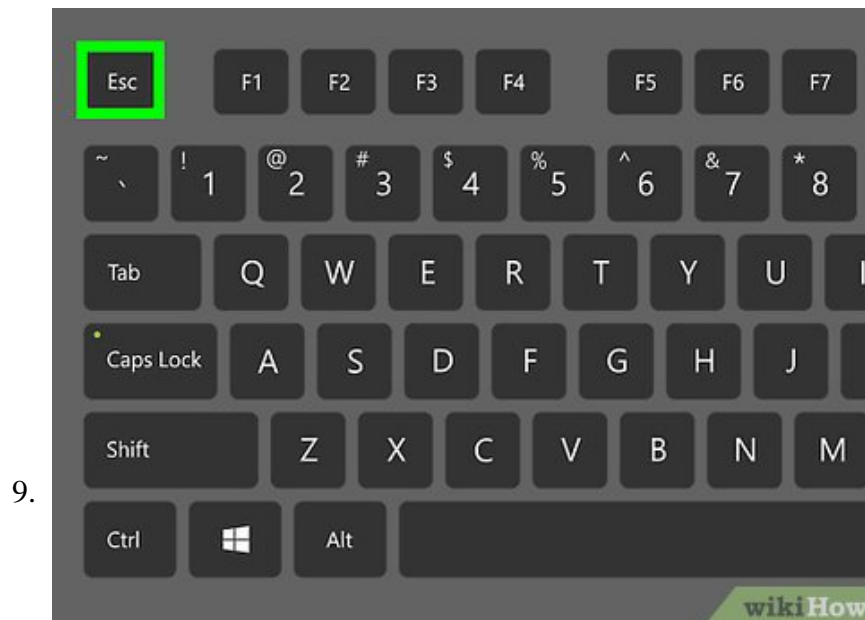 Esc F1 F2 F3 F4 F5 F6 F7
~ ` ! 1 @ 2 # 3 $ 4 % 5 ^ 6 & 7 * 8
Tab Q W E R T Y U I
Caps Lock A S D F G H J
Shift Z X C V B N M
9.
Ctrl Alt
wikiHow